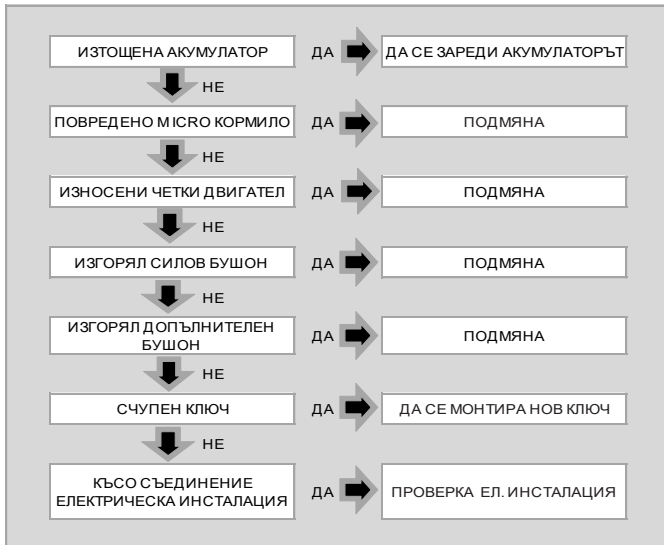 ИЗТОЩЕНА АКУМУЛАТОР ДА ДА СЕ ЗАРЕДИ АКУМУЛАТОРЪТ
НЕ
ПОВРЕДЕНО MICRO КОРМИЛО ДА ПОДМЯНА
НЕ
ИЗНОСЕНИ ЧЕТКИ ДВИГАТЕЛ ДА ПОДМЯНА
НЕ
ИЗГОРЯЛ СИЛОВ БУШОН ДА ПОДМЯНА
НЕ
ИЗГОРЯЛ ДОПЪЛНИТЕЛЕН
БУШОН
ДА ПОДМЯНА
НЕ
СЧУПЕН КЛЮЧ ДА ДА СЕ МОНТИРА НОВ КЛЮЧ
НЕ
КЪСО СЪЕДИНЕНИЕ
ЕЛЕКТРИЧЕСКА ИНСТАЛАЦИЯ
ДА ПРОВЕРКА ЕЛ. ИНСТАЛАЦИЯ